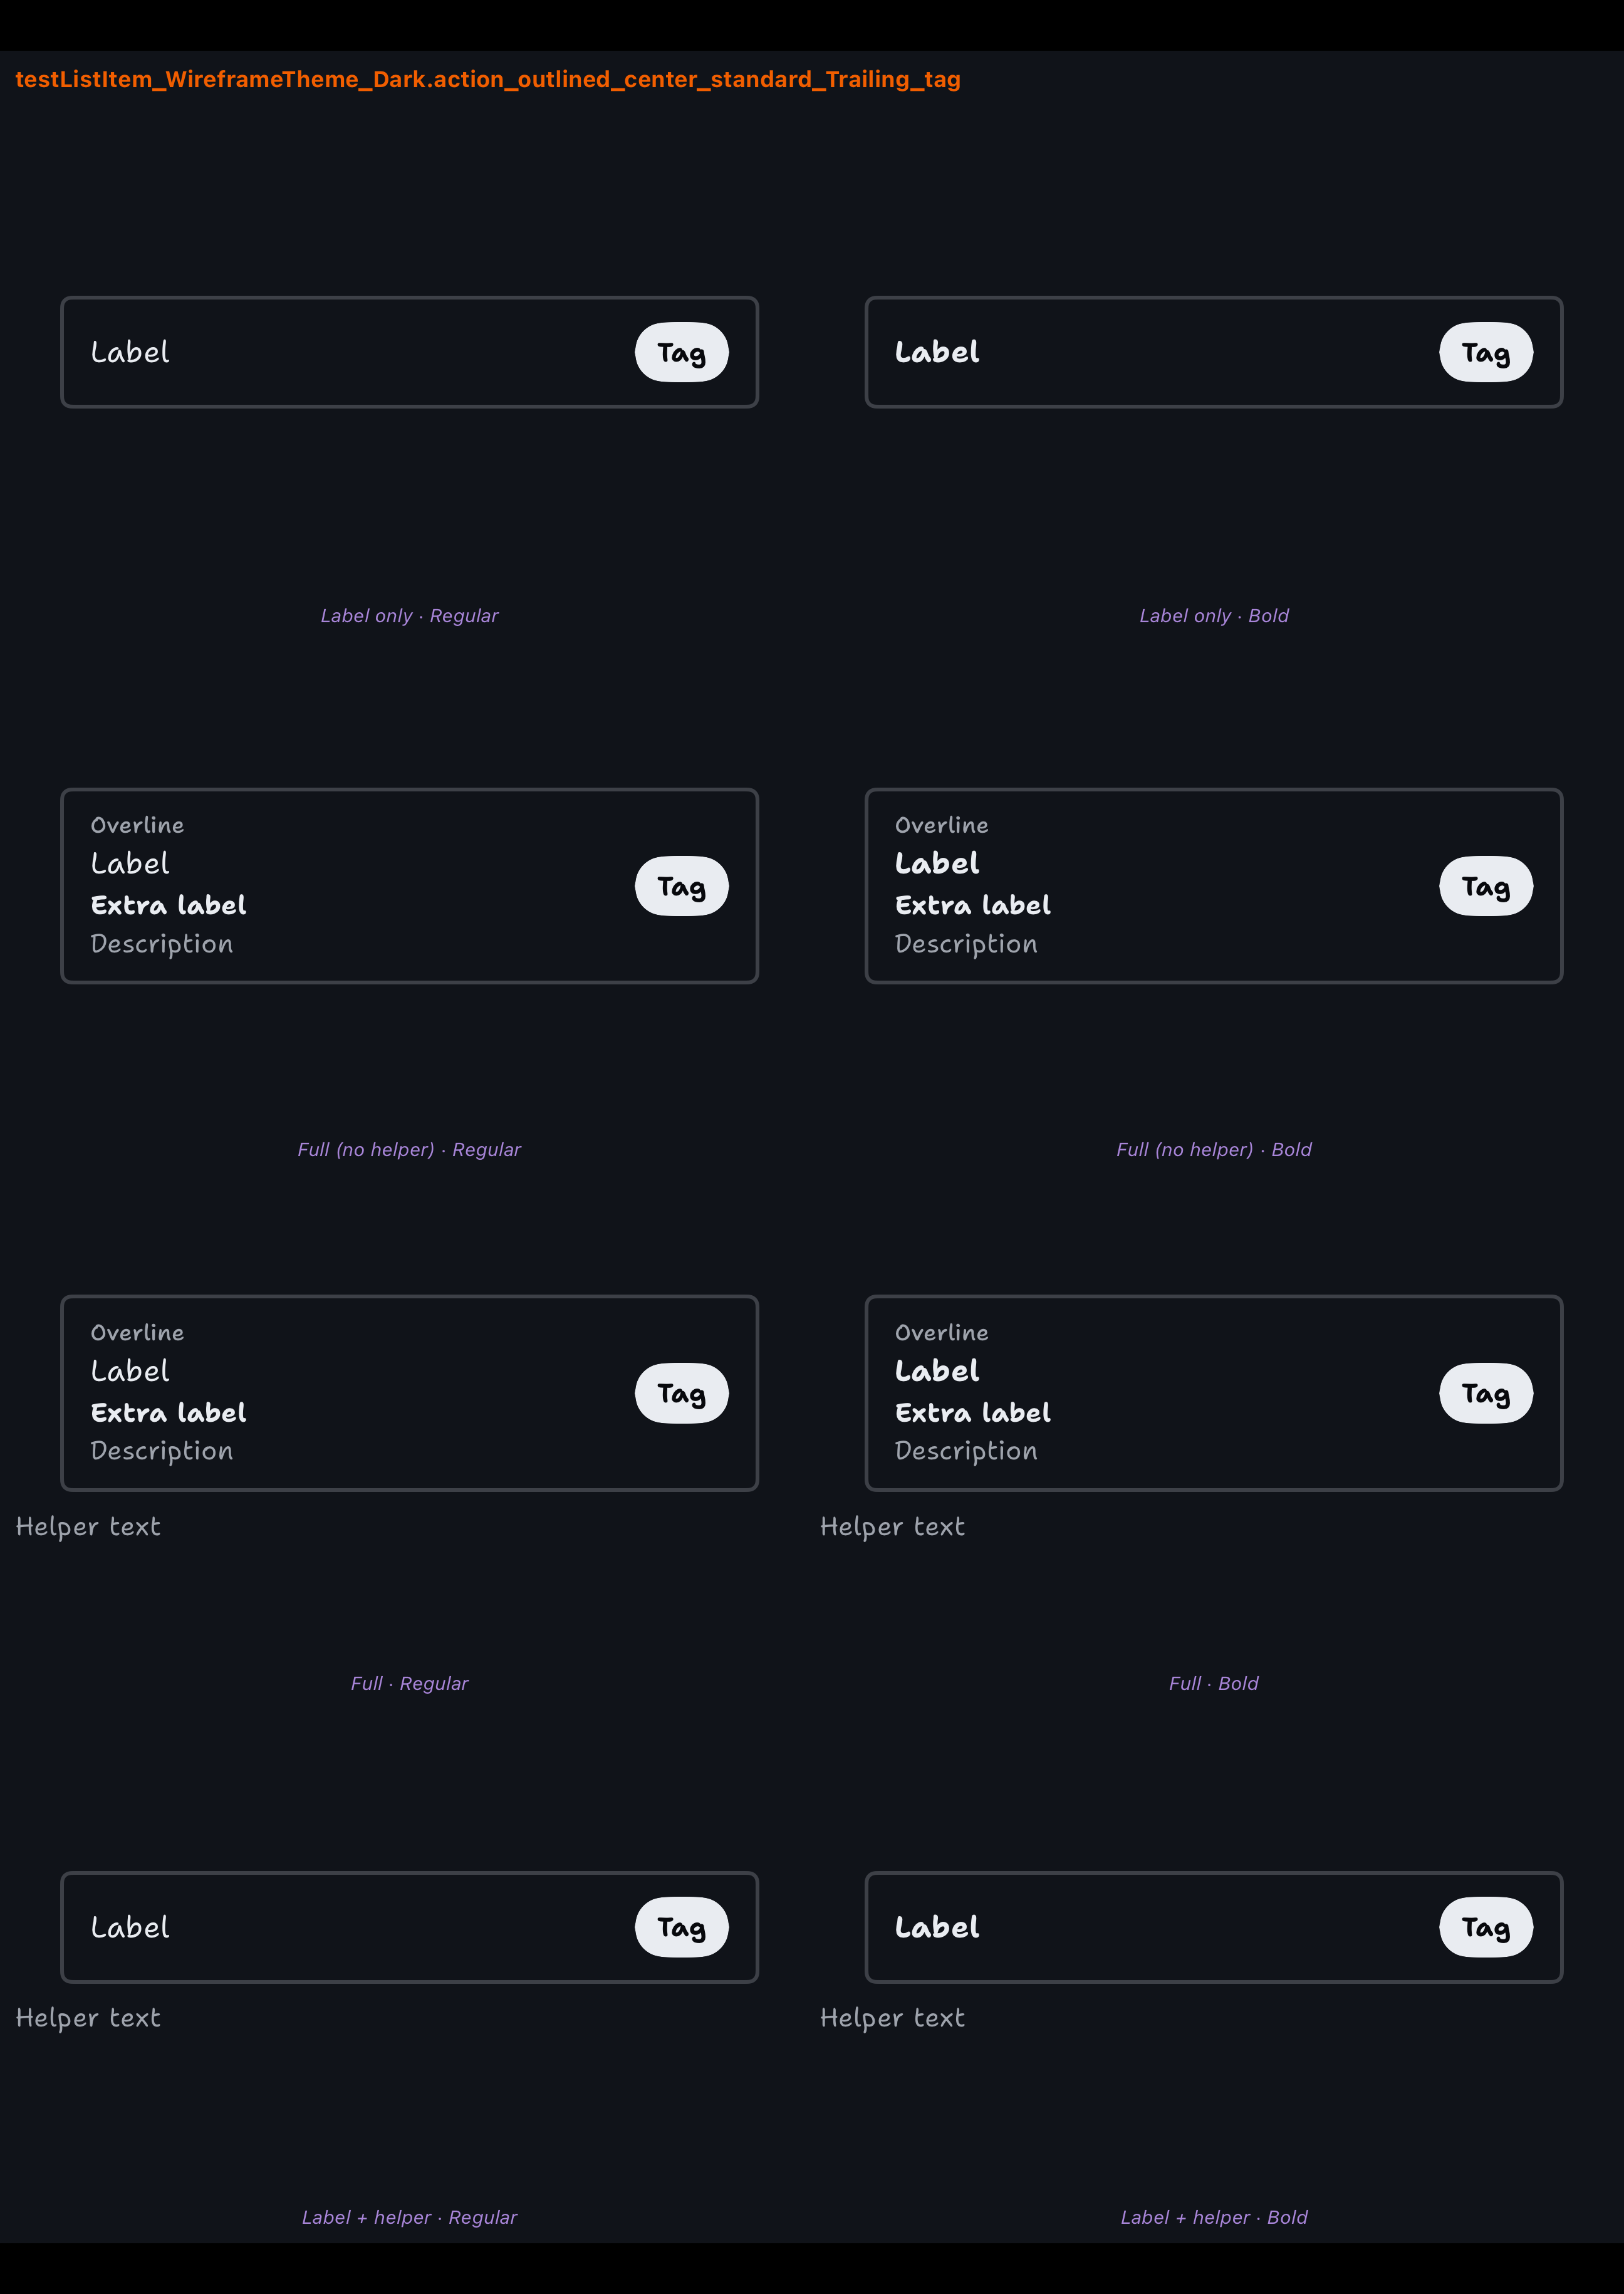 testListItem_WireframeTheme_Dark.action_outlined_center_standard_Trailing_tag
Label Tag
Label Tag
Label only · Regular
Label only · Bold
Overline
Label
Extra label
Description
Tag
Overline
Label
Extra label
Description
Tag
Full (no helper) · Regular
Full (no helper) · Bold
Overline
Label
Extra label
Description
Tag
Helper text
Overline
Label
Extra label
Description
Tag
Helper text
Full · Regular
Full · Bold
Label Tag
Helper text
Label Tag
Helper text
Label + helper · Regular
Label + helper · Bold